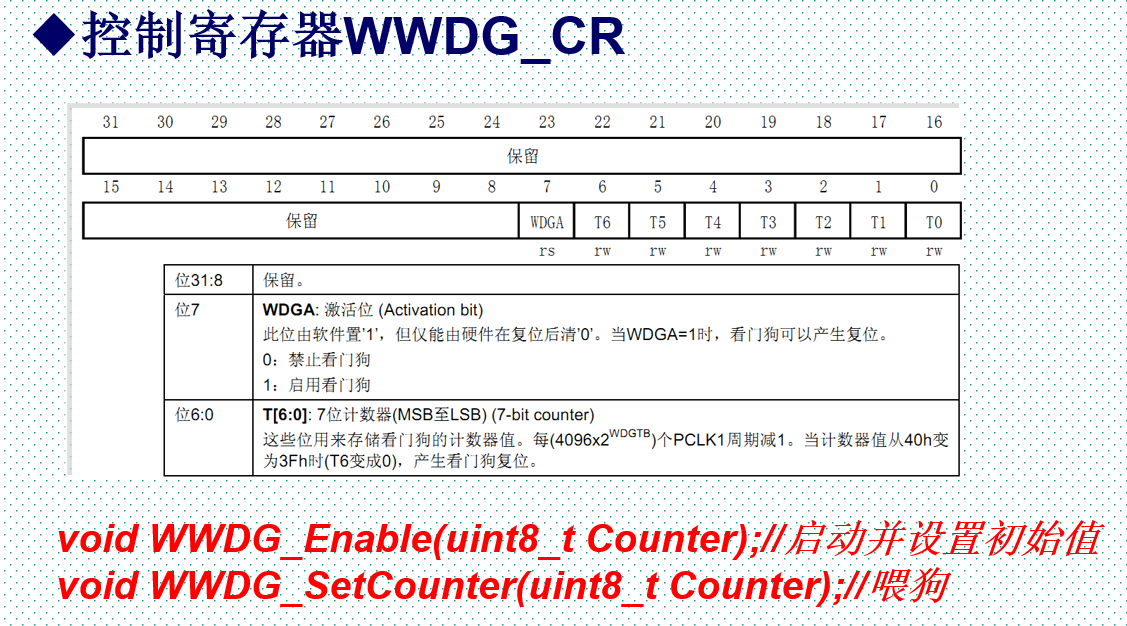 ◆控制寄存器WWDG_CR
31 30 29 28 27 26 25 24 23 22 21 20 19 18 17 16
保留
15 14 13 12 11 10 9 8 7 6 5 4 3 2 1 0
保留 WDGA T6 T5 T4 T3 T2 T1 T0
rs rw rw rw rw rw rw rw
位31:8 保留。
位7 WDGA: 激活位 (Activation bit)
此位由软件置'1'，但仅能由硬件在复位后清'0'。当WDGA=1时，看门狗可以产生复位。
0：禁止看门狗
1：启用看门狗
位6:0 T[6:0]: 7位计数器(MSB至LSB) (7-bit counter)
这些位用来存储看门狗的计数器值。每(4096x2^WDGTB)个PCLK1周期减1。当计数器值从40h变
为3Fh时(T6变成0)，产生看门狗复位。
void WWDG_Enable(uint8_t Counter);//启动并设置初始值
void WWDG_SetCounter(uint8_t Counter);//喂狗